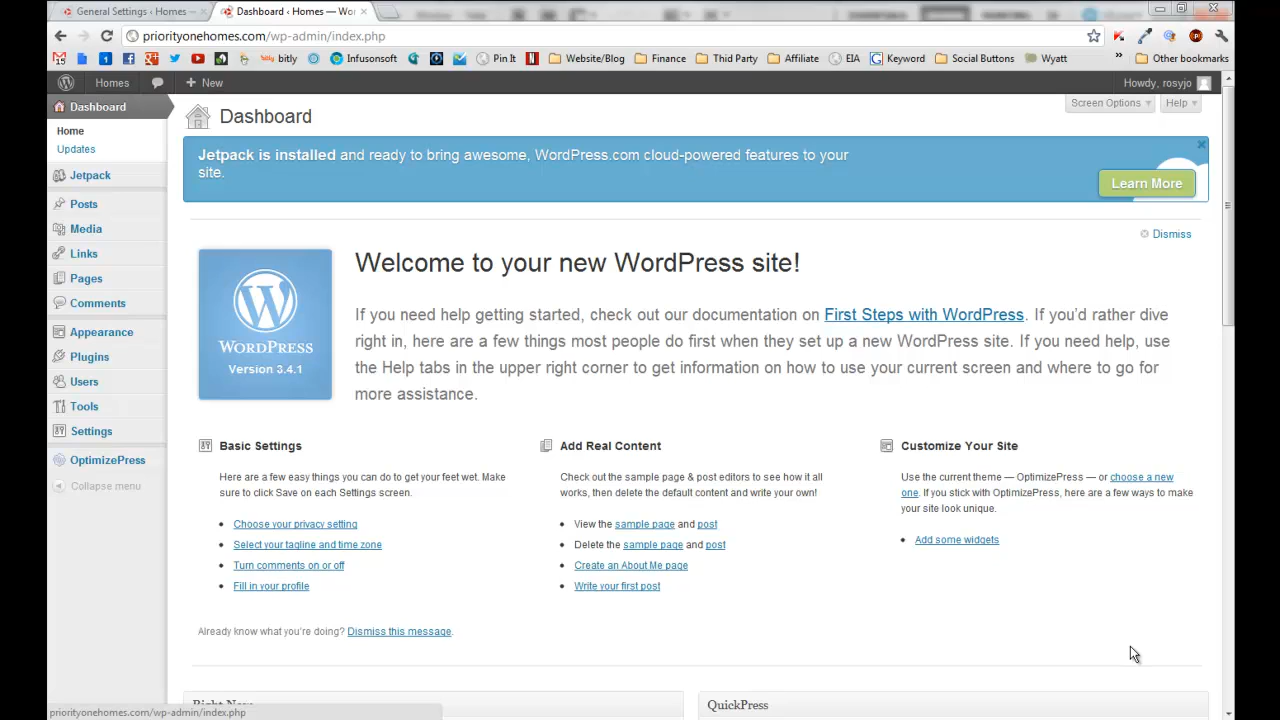 General Settings ‹ Homes —
Dashboard ‹ Homes — Wo
priorityonehomes.com/wp-admin/index.php
15
Infusonsoft
bitly bitly
Pin It
Website/Blog
Finance
Third Party
Affiliate
EIA
Keyword
Social Buttons
Wyatt
»
Other bookmarks
Homes
+ New
Howdy, rosyjo
Dashboard
Home
Updates
Jetpack
Posts
Media
Links
Pages
Comments
Appearance
Plugins
Users
Tools
Settings
OptimizePress
Collapse menu
Dashboard
Screen Options
Help
Jetpack is installed and ready to bring awesome, WordPress.com cloud-powered features to your
site.
Learn More
Dismiss
WORDPRESS
Version 3.4.1
Welcome to your new WordPress site!
If you need help getting started, check out our documentation on First Steps with WordPress. If you'd rather dive
right in, here are a few things most people do first when they set up a new WordPress site. If you need help, use
the Help tabs in the upper right corner to get information on how to use your current screen and where to go for
more assistance.
Basic Settings
Here are a few easy things you can do to get your feet wet. Make
sure to click Save on each Settings screen.
• Choose your privacy setting
• Select your tagline and time zone
• Turn comments on or off
• Fill in your profile
Add Real Content
Check out the sample page & post editors to see how it all
works, then delete the default content and write your own!
• View the sample page and post
• Delete the sample page and post
• Create an About Me page
• Write your first post
Customize Your Site
Use the current theme — OptimizePress — or choose a new
one. If you stick with OptimizePress, here are a few ways to make
your site look unique.
• Add some widgets
Already know what you're doing? Dismiss this message.
Right Now
QuickPress
priorityonehomes.com/wp-admin/index.php